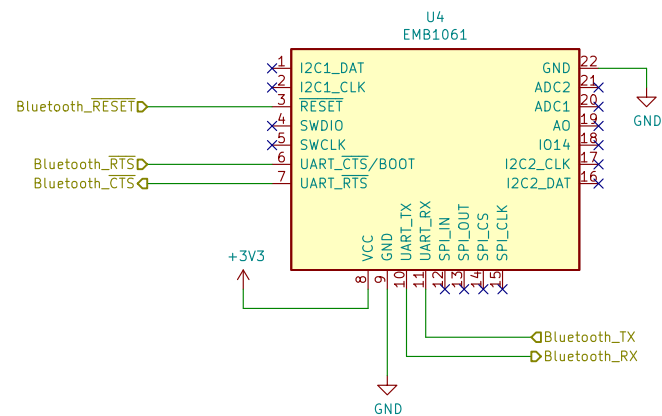 U4
EMB1061
1 I2C1_DAT
2 I2C1_CLK
Bluetooth_RESET 3 RESET
4 SWDIO
5 SWCLK
Bluetooth_RTS 6 UART_CTS/BOOT
Bluetooth_CTS 7 UART_RTS
GND 22
ADC2 21
ADC1 20
AO 19
IO14 18
I2C2_CLK 17
I2C2_DAT 16
GND
VCC 8
GND 9
UART_TX 10
UART_RX 11
SPI_IN 12
SPI_OUT 13
SPI_CS 14
SPI_CLK 15
+3V3
Bluetooth_TX
Bluetooth_RX
GND